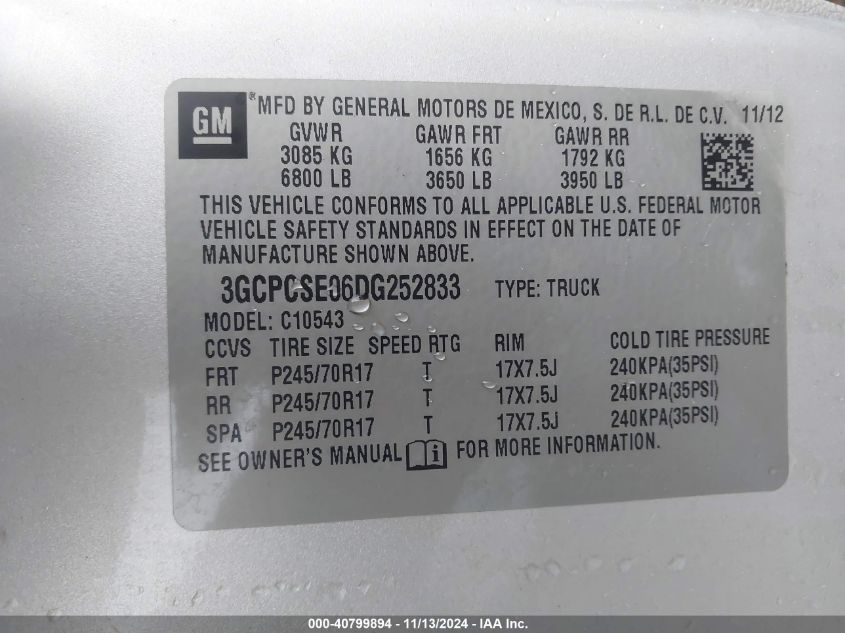 GM
® MFD BY GENERAL MOTORS DE MEXICO, S. DE R.L. DE C.V. 11/12
GVWR GAWR FRT GAWR RR
3085 KG 1656 KG 1792 KG
6800 LB 3650 LB 3950 LB
THIS VEHICLE CONFORMS TO ALL APPLICABLE U.S. FEDERAL MOTOR
VEHICLE SAFETY STANDARDS IN EFFECT ON THE DATE OF
MANUFACTURE SHOWN ABOVE.
3GCPCSE06DG252833 TYPE: TRUCK
MODEL: C10543
CCVS TIRE SIZE SPEED RTG RIM COLD TIRE PRESSURE
FRT P245/70R17 T 17X7.5J 240KPA(35PSI)
RR P245/70R17 T 17X7.5J 240KPA(35PSI)
SPA P245/70R17 T 17X7.5J 240KPA(35PSI)
SEE OWNER'S MANUAL i FOR MORE INFORMATION.
000-40799894 - 11/13/2024 - IAA Inc.